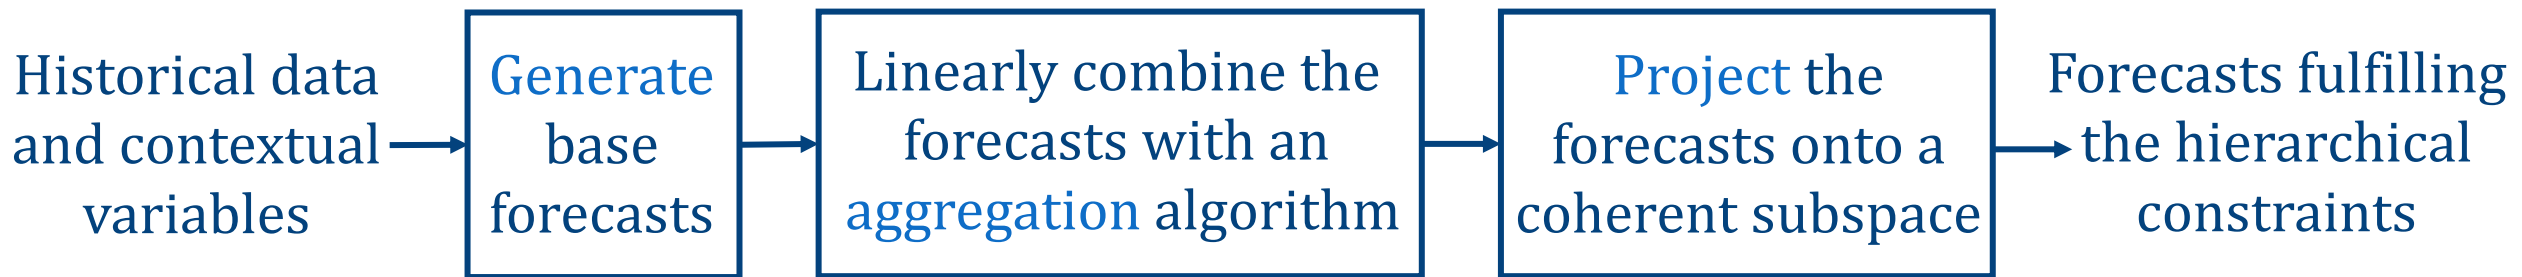 Historical data
and contextual
variables
Generate
base
forecasts
Linearly combine the
forecasts with an
aggregation algorithm
Project the
forecasts onto a
coherent subspace
Forecasts fulfilling
the hierarchical
constraints